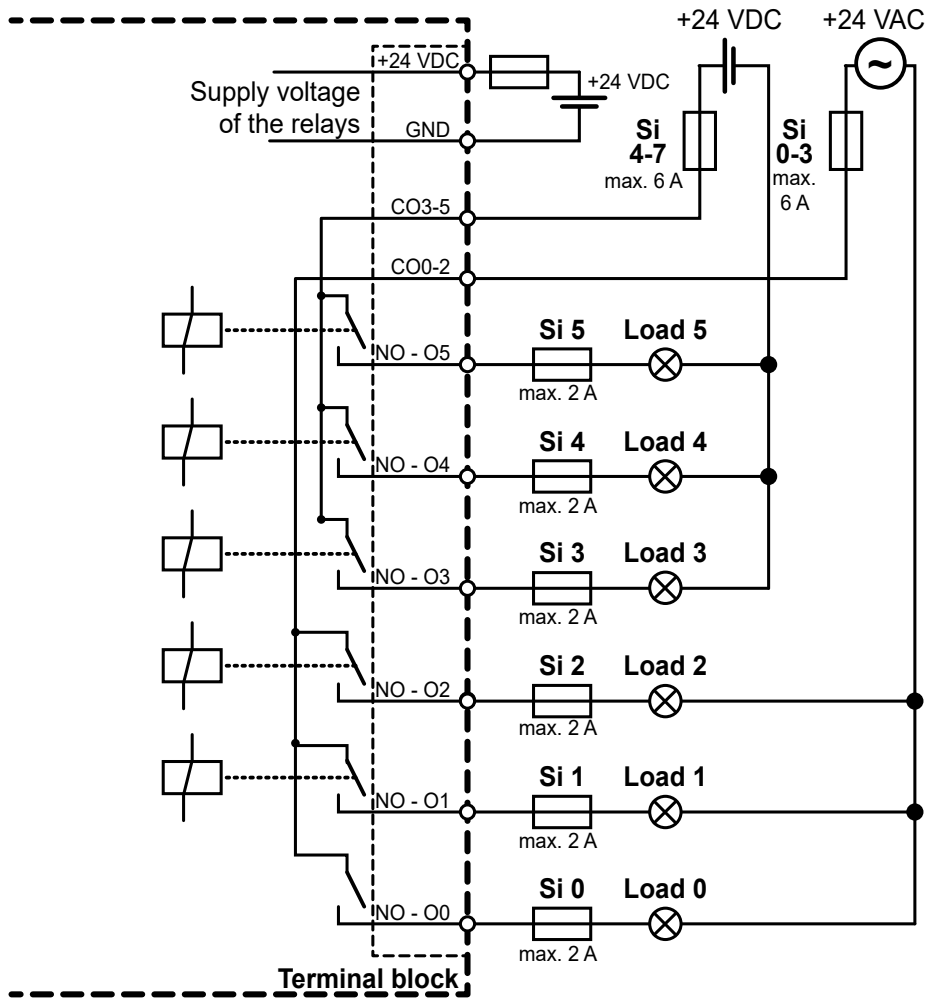 +24 VDC
+24 VAC
~
+24 VDC
+24 VDC
Supply voltage
of the relays
GND
Si
4-7
max. 6 A
Si
0-3
max.
6 A
CO3-5
CO0-2
Si 5
Load 5
NO - O5
max. 2 A
Si 4
Load 4
NO - O4
max. 2 A
Si 3
Load 3
NO - O3
max. 2 A
Si 2
Load 2
NO - O2
max. 2 A
Si 1
Load 1
NO - O1
max. 2 A
Si 0
Load 0
NO - O0
max. 2 A
Terminal block